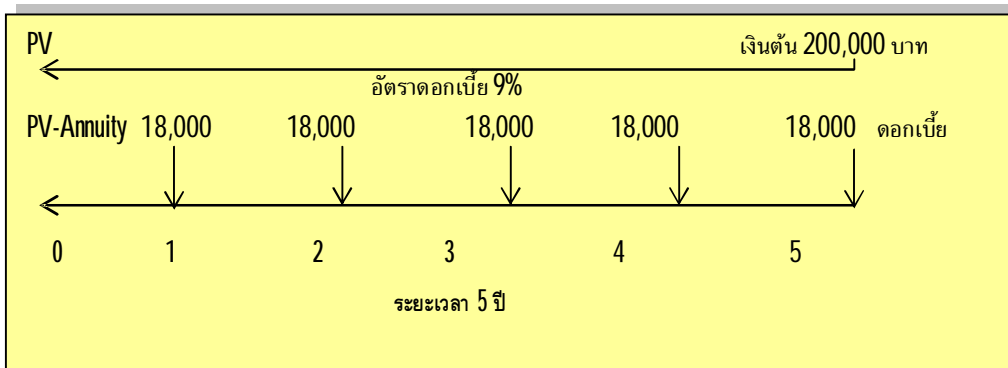 PV เงินต้น 200,000 บาท
อัตราดอกเบี้ย 9%
PV-Annuity 18,000 18,000 18,000 18,000 18,000 ดอกเบี้ย
0 1 2 3 4 5
ระยะเวลา 5 ปี